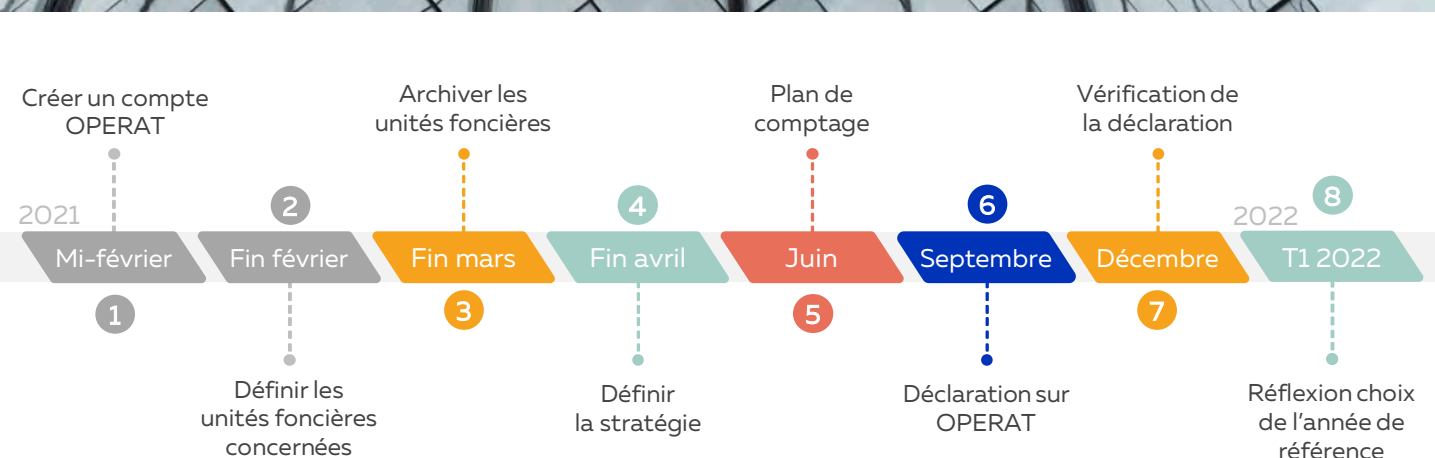 Créer un compte
OPERAT
Archiver les
unités foncières
Plan de
comptage
Vérification de
la déclaration
2021
2
4
6
2022
8
Mi-février
Fin février
Fin mars
Fin avril
Juin
Septembre
Décembre
T1 2022
1
3
5
7
Définir les
unités foncières
concernées
Définir
la stratégie
Déclaration sur
OPERAT
Réflexion choix
de l'année de
référence